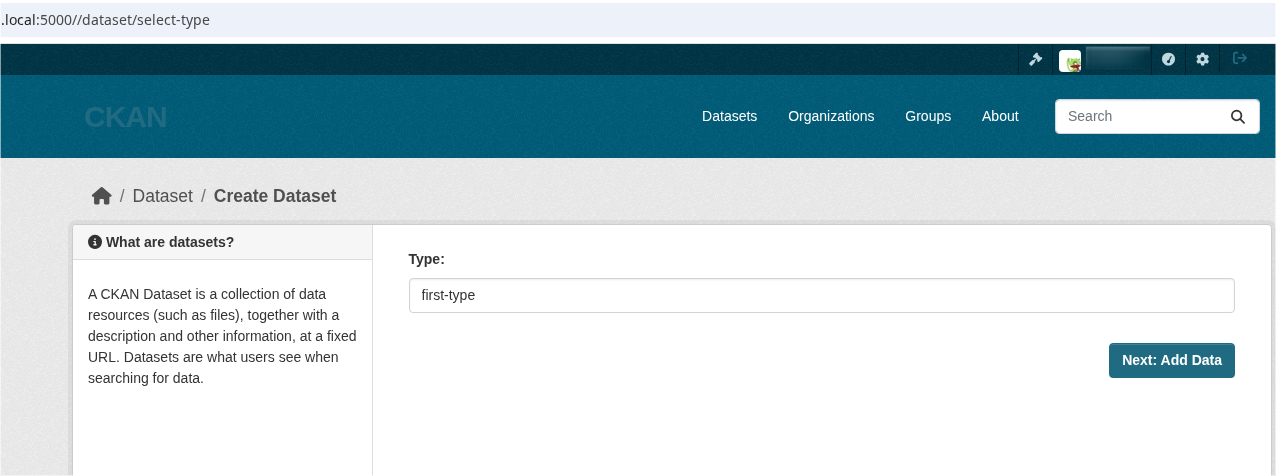 .local:5000//dataset/select-type
CKAN
Datasets Organizations Groups About Search
/ Dataset / Create Dataset
What are datasets?
A CKAN Dataset is a collection of data
resources (such as files), together with a
description and other information, at a fixed
URL. Datasets are what users see when
searching for data.
Type:
first-type
Next: Add Data